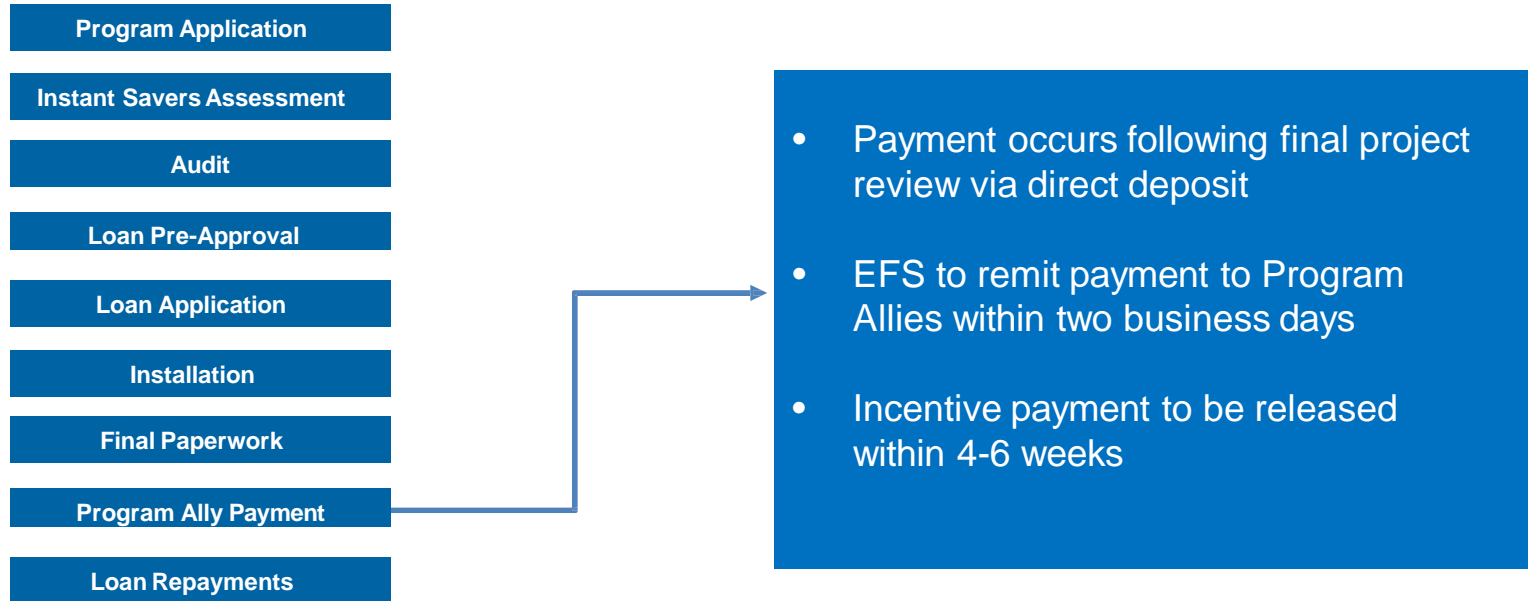 Program Application
Instant Savers Assessment
Audit
Loan Pre-Approval
Loan Application
Installation
Final Paperwork
Program Ally Payment
Loan Repayments
• Payment occurs following final project
review via direct deposit
• EFS to remit payment to Program
Allies within two business days
• Incentive payment to be released
within 4-6 weeks